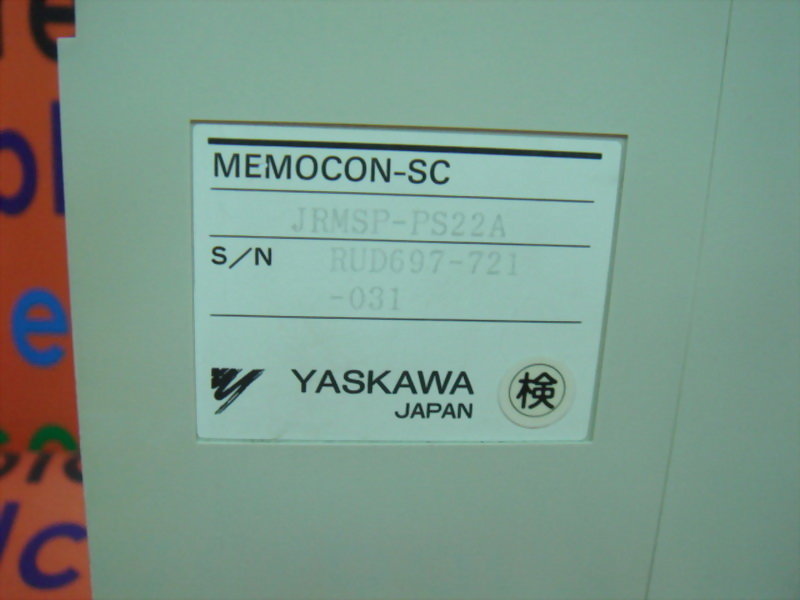 MEMOCON-SC
JRMSP-PS22A
S/N RUD697-721
-031
YASKAWA
JAPAN
検